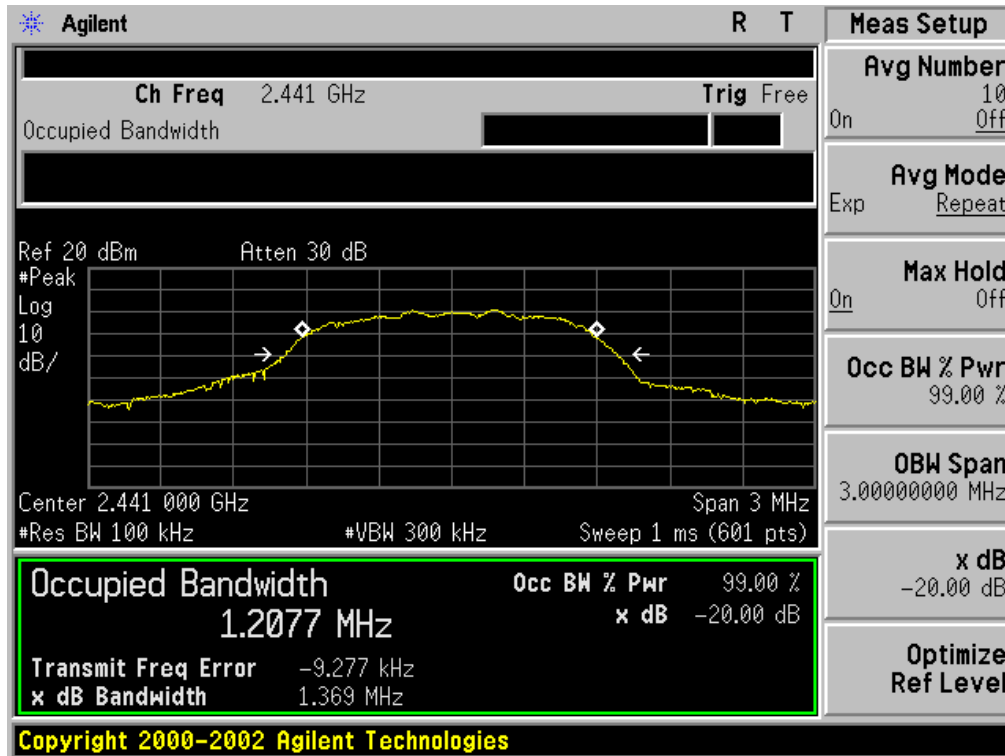 Agilent R T
Ch Freq 2.441 GHz Trig Free
Occupied Bandwidth
Ref 20 dBm Atten 30 dB
#Peak
Log
10
dB/
Center 2.441 000 GHz Span 3 MHz
#Res BW 100 kHz #VBW 300 kHz Sweep 1 ms (601 pts)
Occupied Bandwidth
1.2077 MHz
Occ BW % Pwr 99.00 %
x dB -20.00 dB
Transmit Freq Error -9.277 kHz
x dB Bandwidth 1.369 MHz
Meas Setup
Avg Number
10
On Off
Avg Mode
Exp Repeat
Max Hold
On Off
Occ BW % Pwr
99.00 %
OBW Span
3.00000000 MHz
x dB
-20.00 dB
Optimize
Ref Level
Copyright 2000-2002 Agilent Technologies